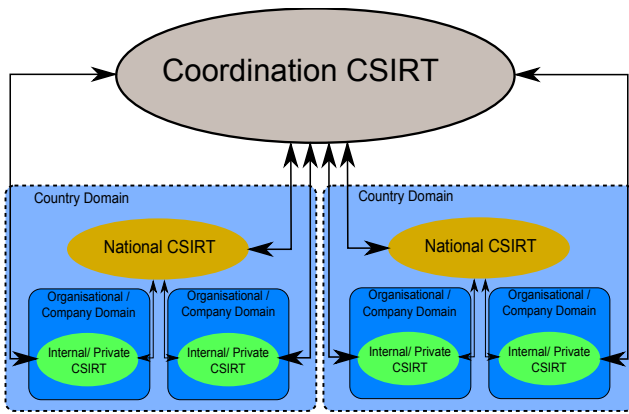 Coordination CSIRT
Country Domain
National CSIRT
Organisational /
Company Domain
Internal/ Private
CSIRT
Organisational /
Company Domain
Internal/ Private
CSIRT
Country Domain
National CSIRT
Organisational /
Company Domain
Internal/ Private
CSIRT
Organisational /
Company Domain
Internal/ Private
CSIRT